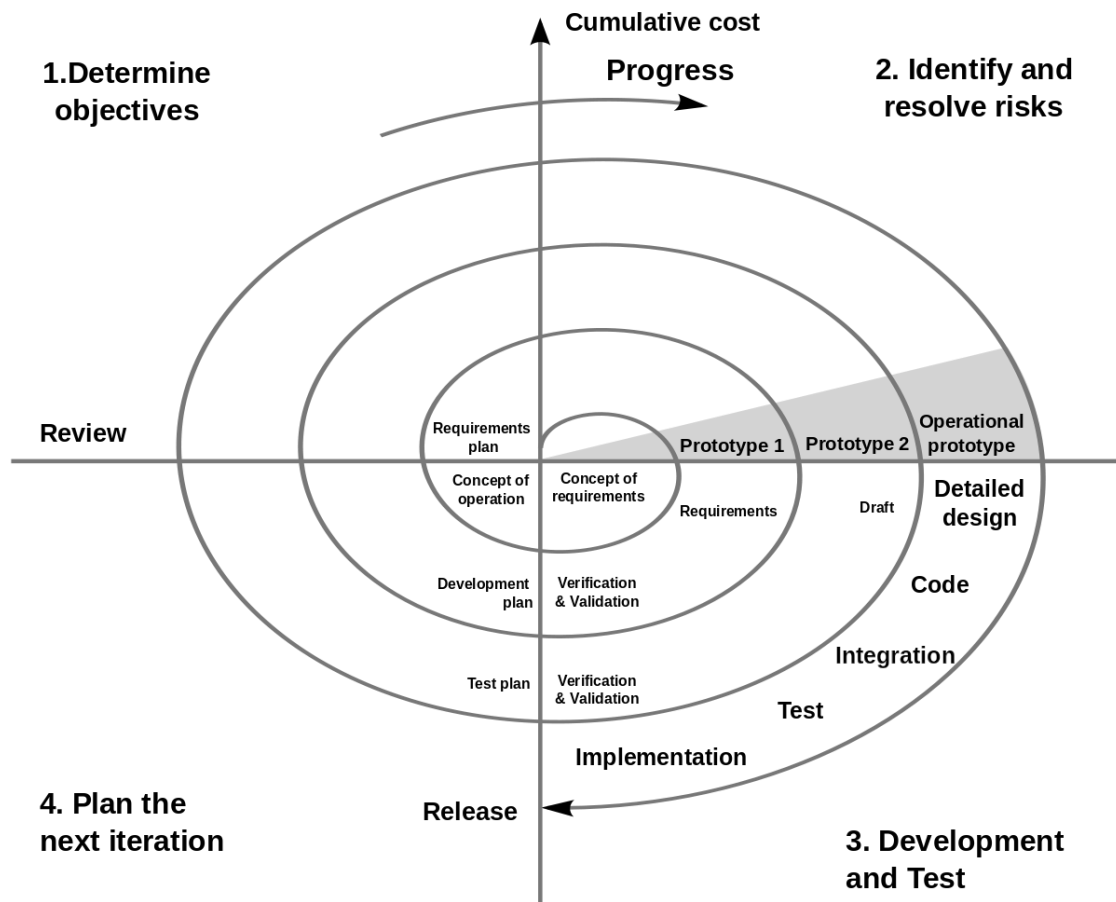 Cumulative cost
Progress
1.Determine
objectives
2. Identify and
resolve risks
Review
Requirements
plan
Prototype 1
Prototype 2
Operational
prototype
Concept of
operation
Concept of
requirements
Requirements
Draft
Detailed
design
Development
plan
Verification
& Validation
Code
Test plan
Verification
& Validation
Integration
Test
Implementation
Release
4. Plan the
next iteration
3. Development
and Test